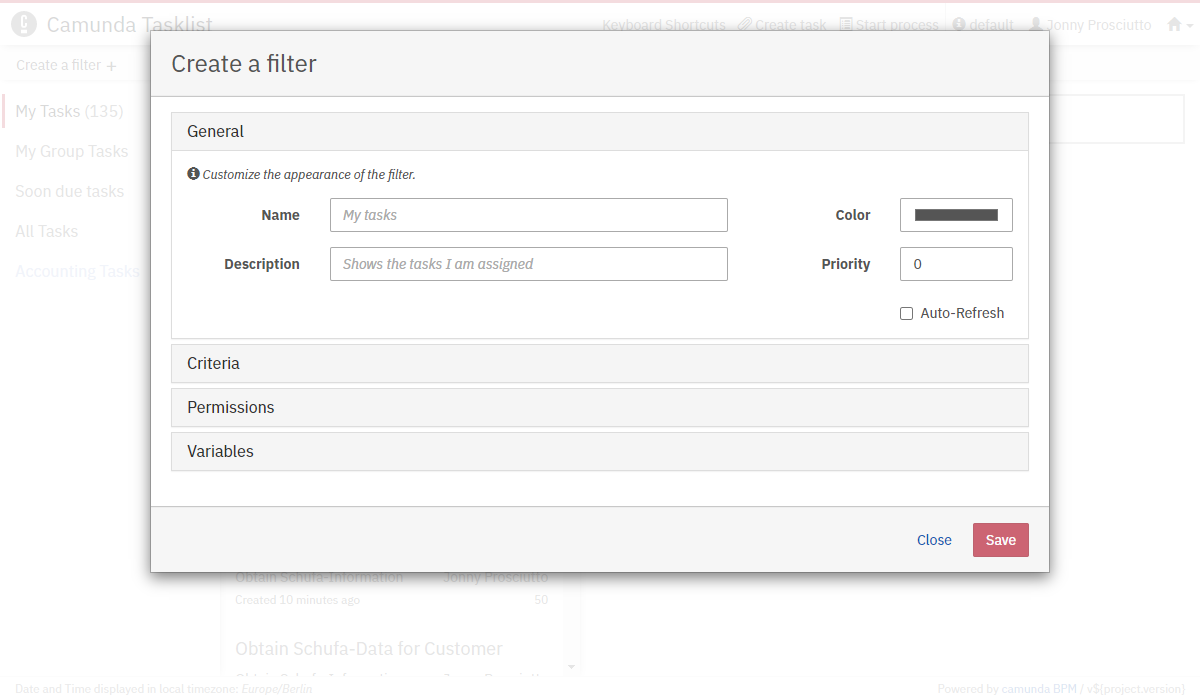 Camunda Tasklist
Keyboard Shortcuts Create task Start process default Jonny Prosciutto
Create a filter +
My Tasks (135)
My Group Tasks
Soon due tasks
All Tasks
Accounting Tasks
Create a filter
General
Customize the appearance of the filter.
Name My tasks Color
Description Shows the tasks I am assigned Priority 0
Auto-Refresh
Criteria
Permissions
Variables
Close Save
Obtain Schufa-Information Jonny Prosciutto
Created 10 minutes ago 50
Obtain Schufa-Data for Customer
Date and Time displayed in local timezone: Europe/Berlin
Powered by camunda BPM / v${project.version}